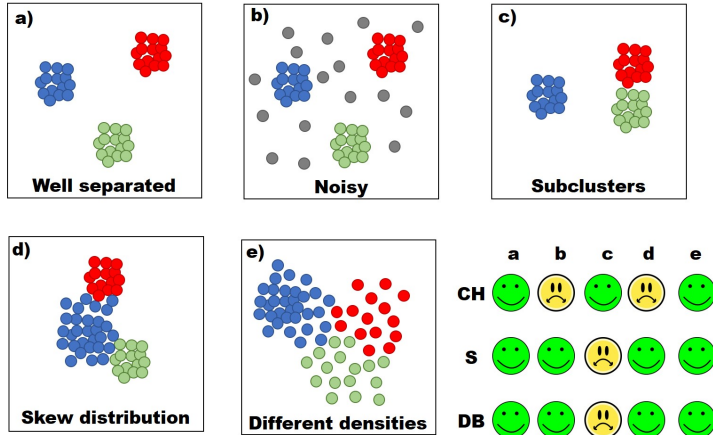 a)
Well separated
b)
Noisy
c)
Subclusters
d)
Skew distribution
e)
Different densities
a b c d e
CH
S
DB